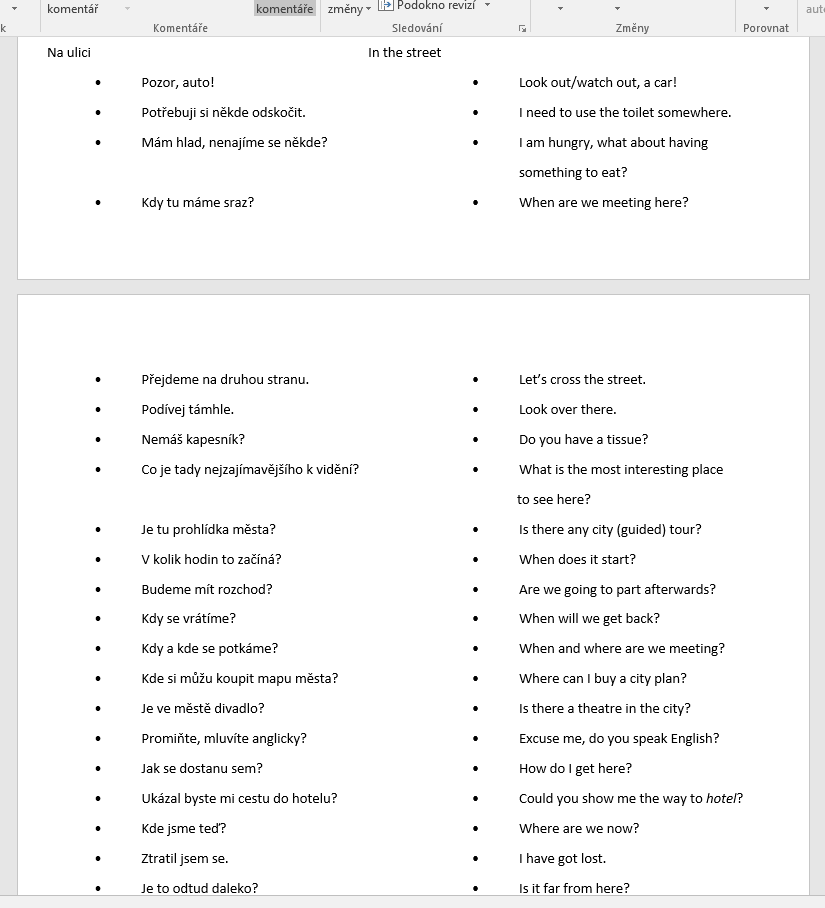 komentář komentáře změny Podokno revizí aut
k Komentáře Sledování Změny Porovnat
Na ulici In the street
• Pozor, auto! • Look out/watch out, a car!
• Potřebuji si někde odskočit. • I need to use the toilet somewhere.
• Mám hlad, nenajíme se někde? • I am hungry, what about having
something to eat?
• Kdy tu máme sraz? • When are we meeting here?
• Přejdeme na druhou stranu. • Let's cross the street.
• Podívej támhle. • Look over there.
• Nemáš kapesník? • Do you have a tissue?
• Co je tady nejzajímavějšího k vidění? • What is the most interesting place
to see here?
• Je tu prohlídka města? • Is there any city (guided) tour?
• V kolik hodin to začíná? • When does it start?
• Budeme mít rozchod? • Are we going to part afterwards?
• Kdy se vrátíme? • When will we get back?
• Kdy a kde se potkáme? • When and where are we meeting?
• Kde si můžu koupit mapu města? • Where can I buy a city plan?
• Je ve městě divadlo? • Is there a theatre in the city?
• Promiňte, mluvíte anglicky? • Excuse me, do you speak English?
• Jak se dostanu sem? • How do I get here?
• Ukázal byste mi cestu do hotelu? • Could you show me the way to hotel?
• Kde jsme teď? • Where are we now?
• Ztratil jsem se. • I have got lost.
• Je to odtud daleko? • Is it far from here?